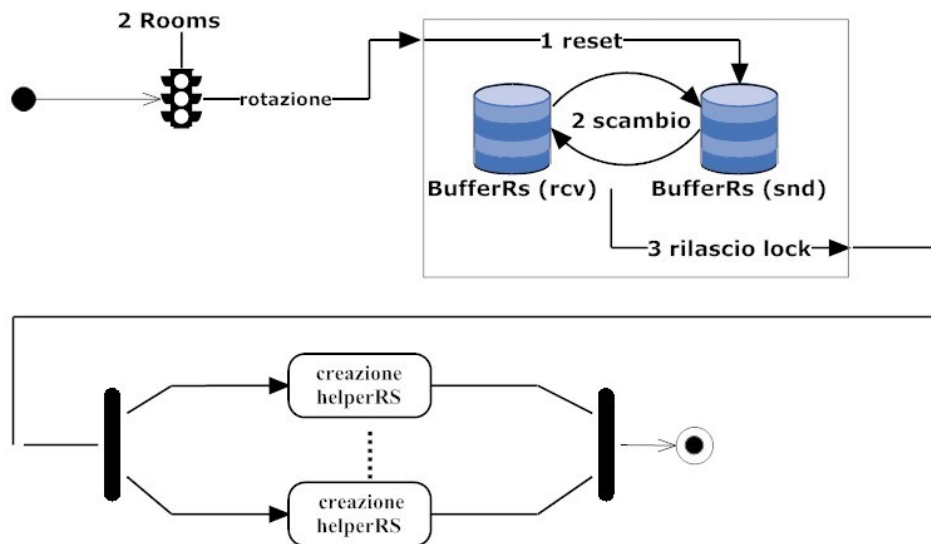 2 Rooms
rotazione
1 reset
2 scambio
BufferRs (rcv)
BufferRs (snd)
3 rilascio lock
creazione
helperRS
creazione
helperRS